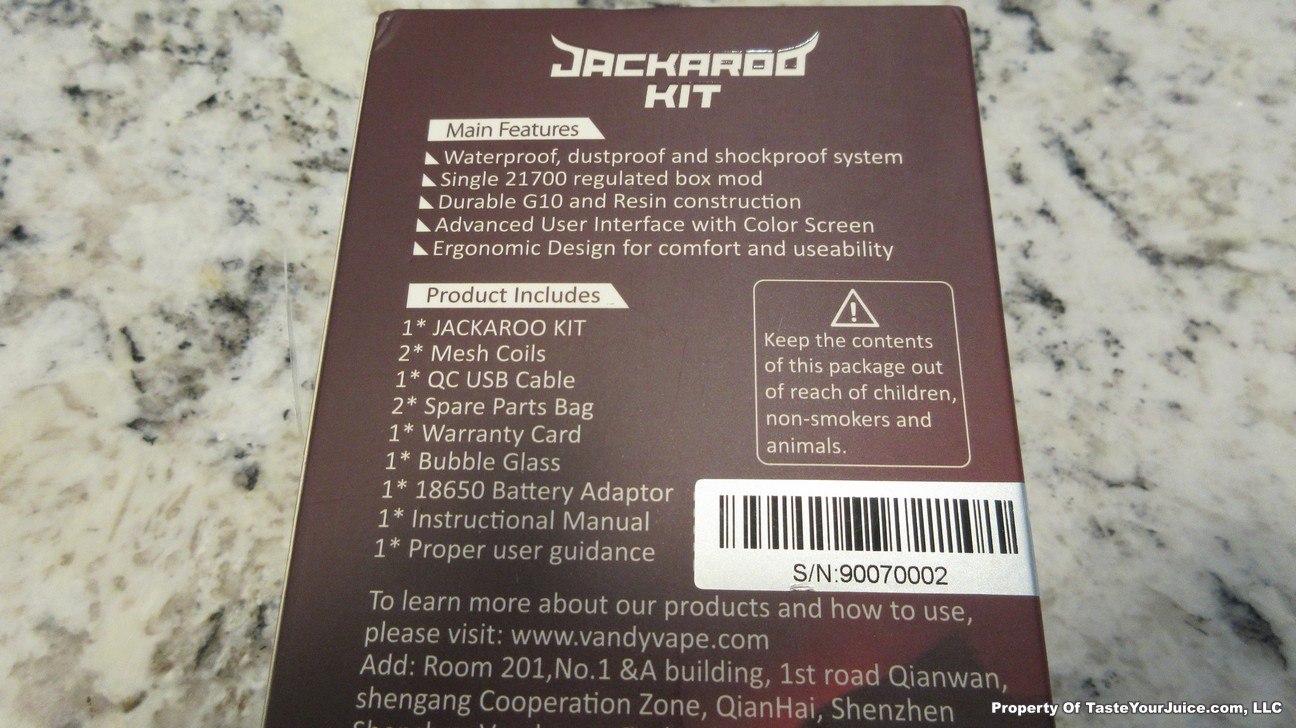 JACKAROO
KIT
Main Features
Waterproof, dustproof and shockproof system
Single 21700 regulated box mod
Durable G10 and Resin construction
Advanced User Interface with Color Screen
Ergonomic Design for comfort and useability
Product Includes
1* JACKAROO KIT
2* Mesh Coils
1* QC USB Cable
2* Spare Parts Bag
1* Warranty Card
1* Bubble Glass
1* 18650 Battery Adaptor
1* Instructional Manual
1* Proper user guidance
Keep the contents
of this package out
of reach of children,
non-smokers and
animals.
S/N:90070002
To learn more about our products and how to use,
please visit: www.vandyvape.com
Add: Room 201,No.1 &A building, 1st road Qianwan,
shengang Cooperation Zone, QianHai, Shenzhen
Property Of TasteYourJuice.com, LLC